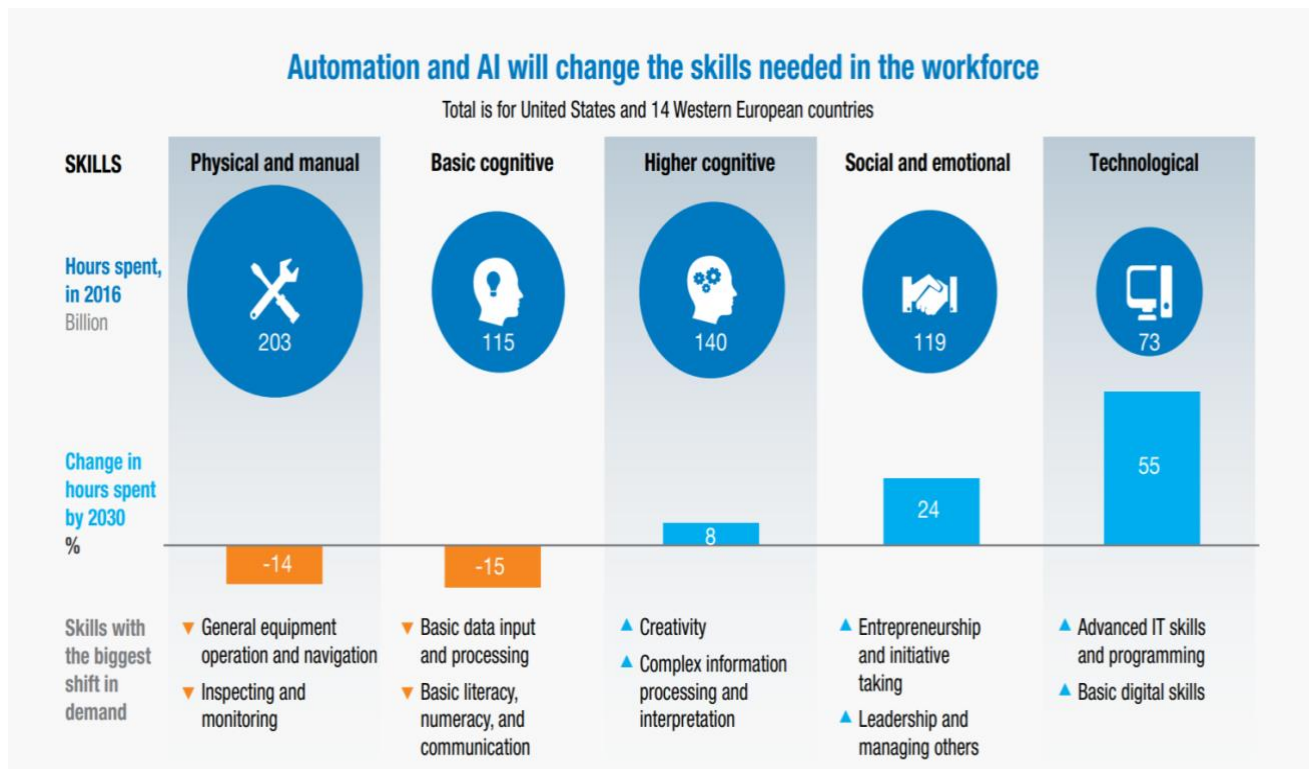 Automation and AI will change the skills needed in the workforce
Total is for United States and 14 Western European countries
SKILLS
Physical and manual
Basic cognitive
Higher cognitive
Social and emotional
Technological
Hours spent,
in 2016
Billion
203
115
140
119
73
Change in
hours spent
by 2030
%
-14
-15
8
24
55
Skills with
the biggest
shift in
demand
General equipment
operation and navigation
Inspecting and
monitoring
Basic data input
and processing
Basic literacy,
numeracy, and
communication
Creativity
Complex information
processing and
interpretation
Entrepreneurship
and initiative
taking
Leadership and
managing others
Advanced IT skills
and programming
Basic digital skills